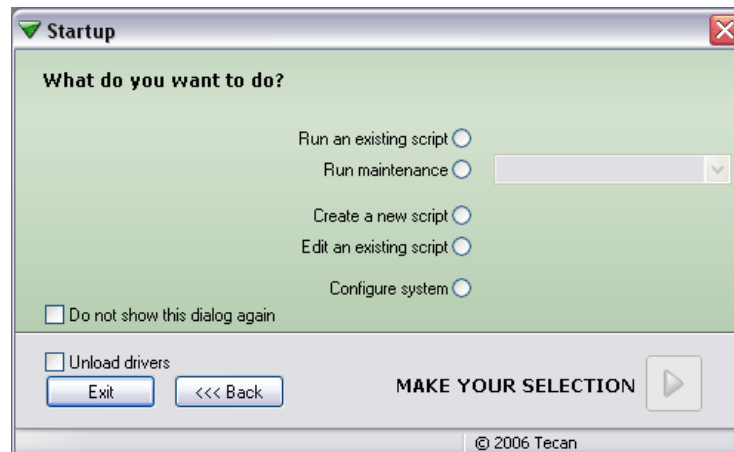 Startup
What do you want to do?
Run an existing script
Run maintenance
Create a new script
Edit an existing script
Configure system
Do not show this dialog again
Unload drivers
Exit
<<< Back
MAKE YOUR SELECTION
© 2006 Tecan